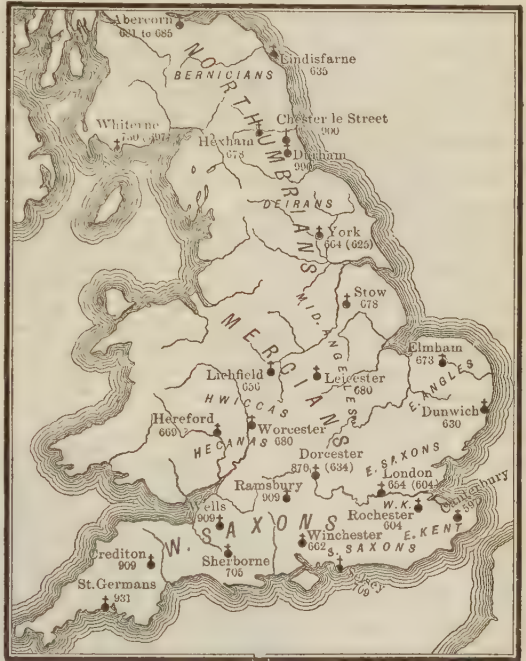 Abercorn
681 to 685
NORTHUMBRIANS
BERNICIANS
Lindisfarne
635
Whiterne
Chester le Street
900
Hexham
678
Durham
DEIRANS
York
664 (625)
MID. ANGLES
Stow
678
MERCIANS
Elmham
673
Lichfield
656
Leicester
680
E. ANGLES
Dunwich
630
HWICCAS
Hereford
669
HECANAS
Worcester
680
Dorcester
870 (634)
E. SAXONS
London
654 (604)
Ramsbury
909
Canterbury
W. K.
Rochester
604
E. KENT
Wells
909
W. SAXONS
Winchester
662
S. SAXONS
Sherborne
705
Crediton
909
St. Germans
931
709